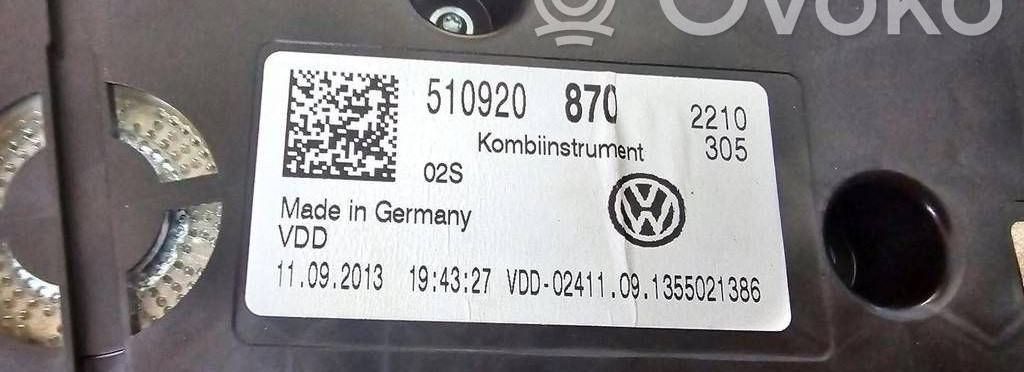 Ovoko
510920 870 2210
Kombiinstrument 305
02S
Made in Germany
VDD
11.09.2013 19:43:27 VDD-02411.09.1355021386